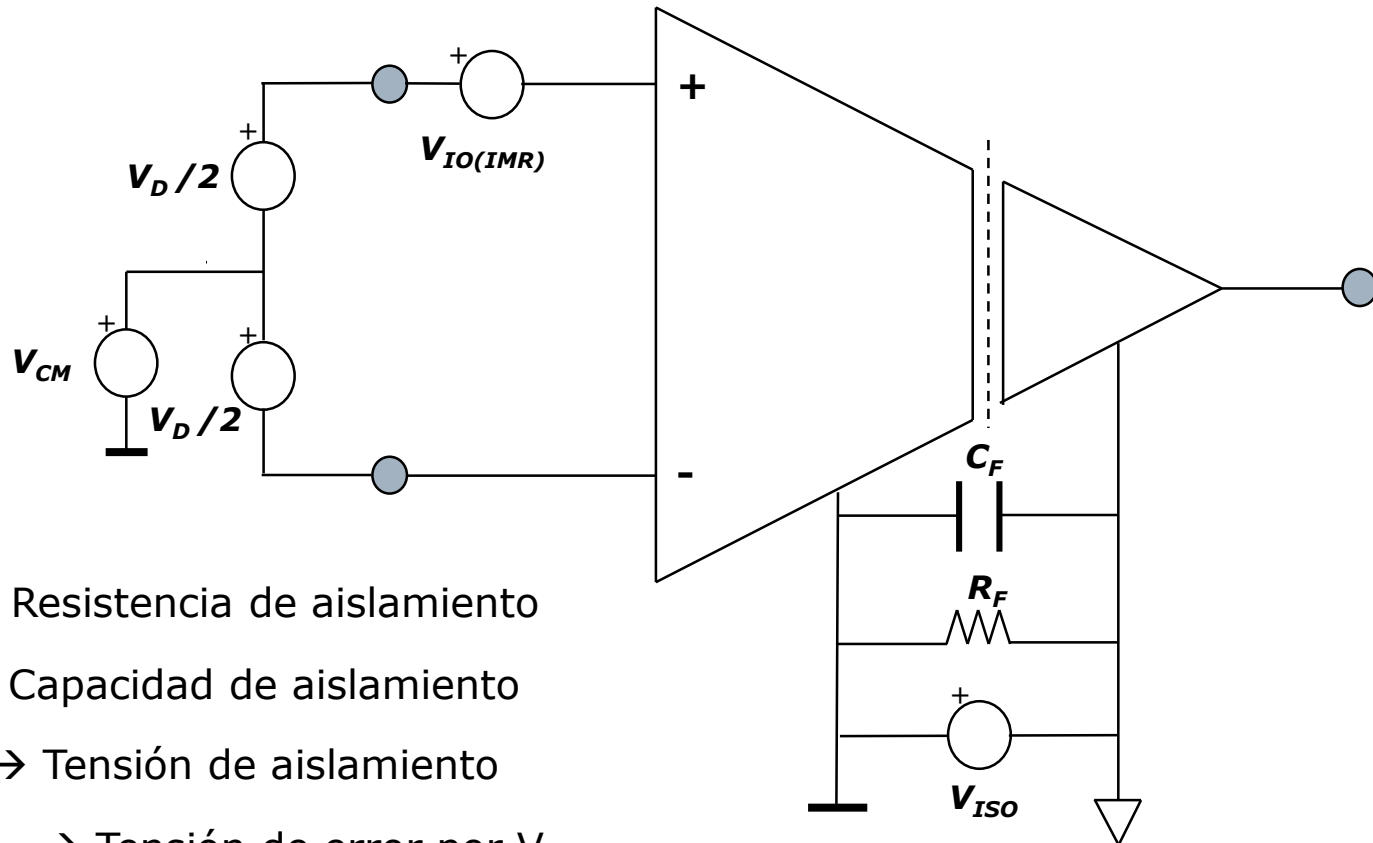 +
+
V_IO(IMR)
+
V_D /2
+
V_CM
+
V_D /2
-
C_F
R_F
+
V_ISO
Resistencia de aislamiento
Capacidad de aislamiento
→ Tensión de aislamiento